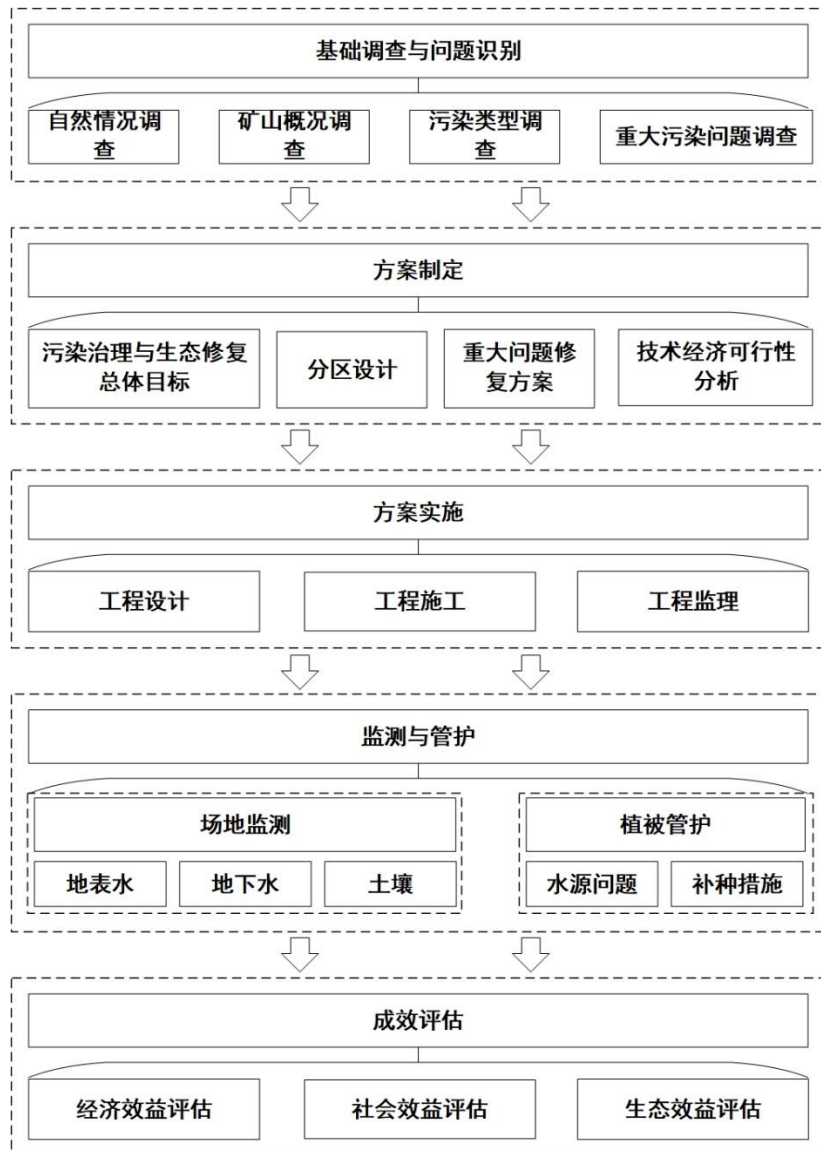 基础调查与问题识别
自然情况调
查
矿山概况调
查
污染类型调
查
重大污染问题调查
方案制定
污染治理与生态修复
总体目标
分区设计
重大问题修
复方案
技术经济可行性
分析
方案实施
工程设计
工程施工
工程监理
监测与管护
场地监测
地表水
地下水
土壤
植被管护
水源问题
补种措施
成效评估
经济效益评估
社会效益评估
生态效益评估